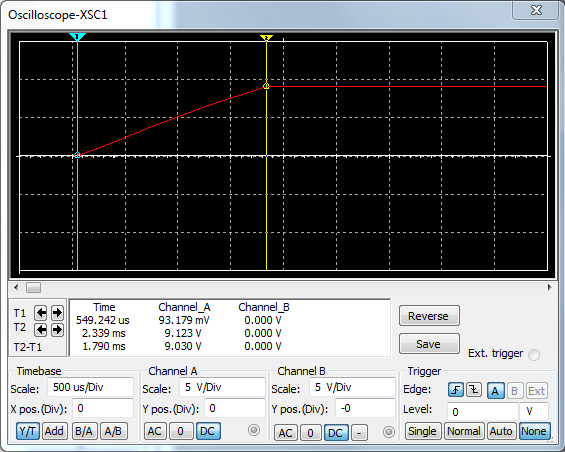 Oscilloscope-XSC1
1 2
T1
T2
T2-T1
Time Channel_A Channel_B
549.242 us 93.179 mV 0.000 V
2.339 ms 9.123 V 0.000 V
1.790 ms 9.030 V 0.000 V
Reverse
Save
Ext. trigger
Timebase Channel A Channel B Trigger
Scale: 500 us/Div Scale: 5 V/Div Scale: 5 V/Div Edge: A B Ext
X pos.(Div): 0 Y pos.(Div): 0 Y pos.(Div): -0 Level: 0 V
Y/T Add B/A A/B AC 0 DC AC 0 DC - Single Normal Auto None